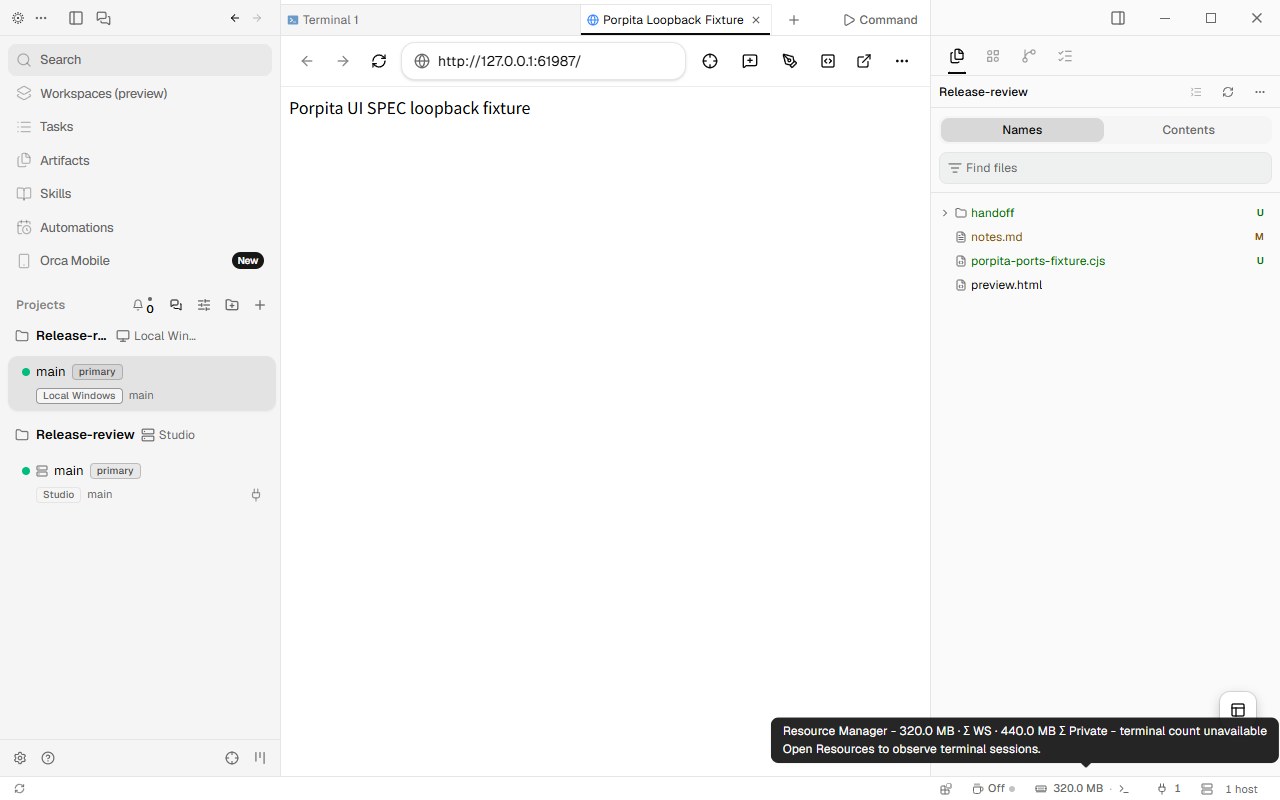 Terminal 1
Porpita Loopback Fixture
Command
Search
http://127.0.0.1:61987/
Workspaces (preview)
Release-review
Porpita UI SPEC loopback fixture
Tasks
Names
Contents
Artifacts
Find files
Skills
handoff U
Automations
notes.md M
Orca Mobile New
porpita-ports-fixture.cjs U
preview.html
Projects 0
Release-r... Local Win...
main primary
Local Windows main
Release-review Studio
main primary
Studio main
Resource Manager - 320.0 MB · Σ WS · 440.0 MB Σ Private - terminal count unavailable
Open Resources to observe terminal sessions.
Off 320.0 MB · 1 1 host